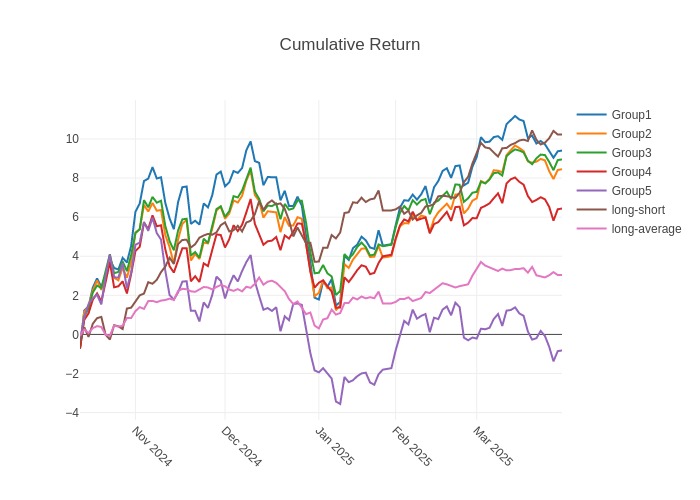 Cumulative Return
10
8
6
4
2
0
−2
−4
Nov 2024
Dec 2024
Jan 2025
Feb 2025
Mar 2025
Group1
Group2
Group3
Group4
Group5
long-short
long-average